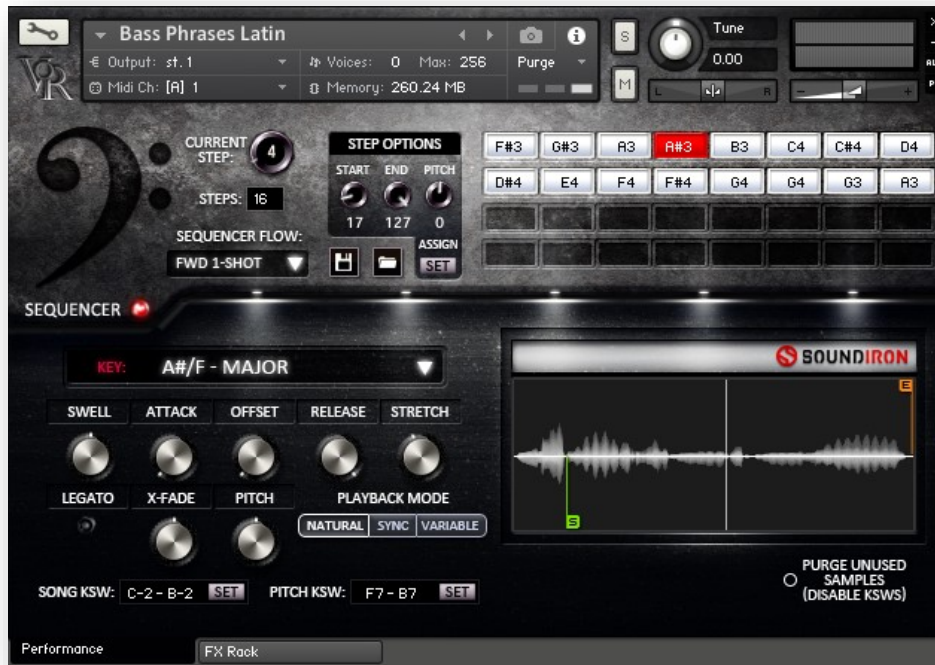 Bass Phrases Latin
Output: st.1
Voices: 0 Max: 256
Purge
Midi Ch: [A] 1
Memory: 260.24 MB
S
M
Tune
0.00
L R
- +
VOR
CURRENT STEP: 4
STEPS: 16
SEQUENCER FLOW:
FWD 1-SHOT
STEP OPTIONS
START END PITCH
17 127 0
ASSIGN
SET
F#3 G#3 A3 A#3 B3 C4 C#4 D4
D#4 E4 F4 F#4 G4 G4 G3 A3
SEQUENCER
KEY: A#/F - MAJOR
SWELL ATTACK OFFSET RELEASE STRETCH
LEGATO X-FADE PITCH
PLAYBACK MODE
NATURAL SYNC VARIABLE
SONG KSW: C-2 - B-2 SET PITCH KSW: F7 - B7 SET
SOUNDIRON
E
S
PURGE UNUSED
SAMPLES
(DISABLE KSWS)
Performance
FX Rack